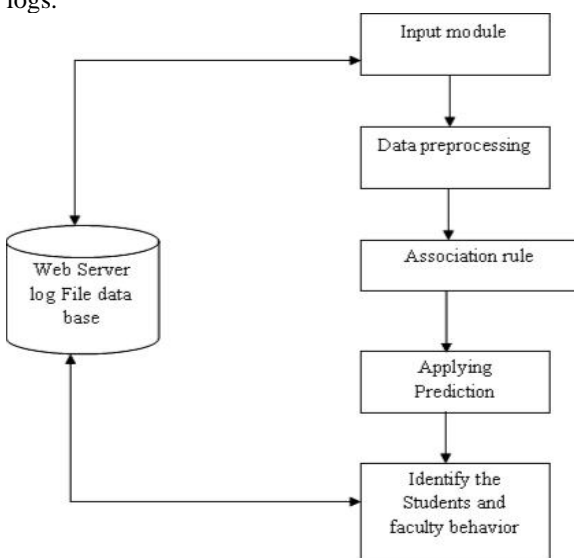 logs.
Input module
Data preprocessing
Association rule
Web Server
log File data
base
Applying
Prediction
Identify the
Students and
faculty behavior